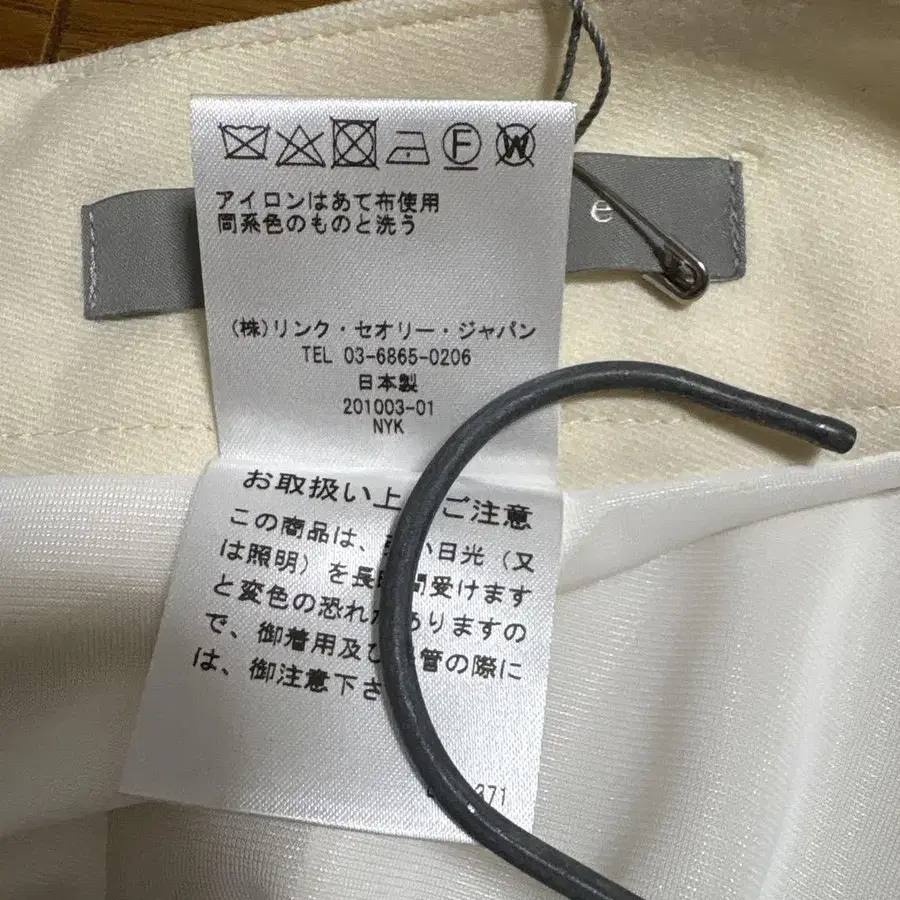 アイロンはあて布使用
同系色のものと洗う
e
(株)リンク・セオリー・ジャパン
TEL 03-6865-0206
日本製
201003-01
NYK
お取扱い上 ご注意
この商品は、 い日光(又
は照明)を長 間受けます
と変色の恐れ ありますの
で、御着用及び 管の際に
は、御注意下さ
371